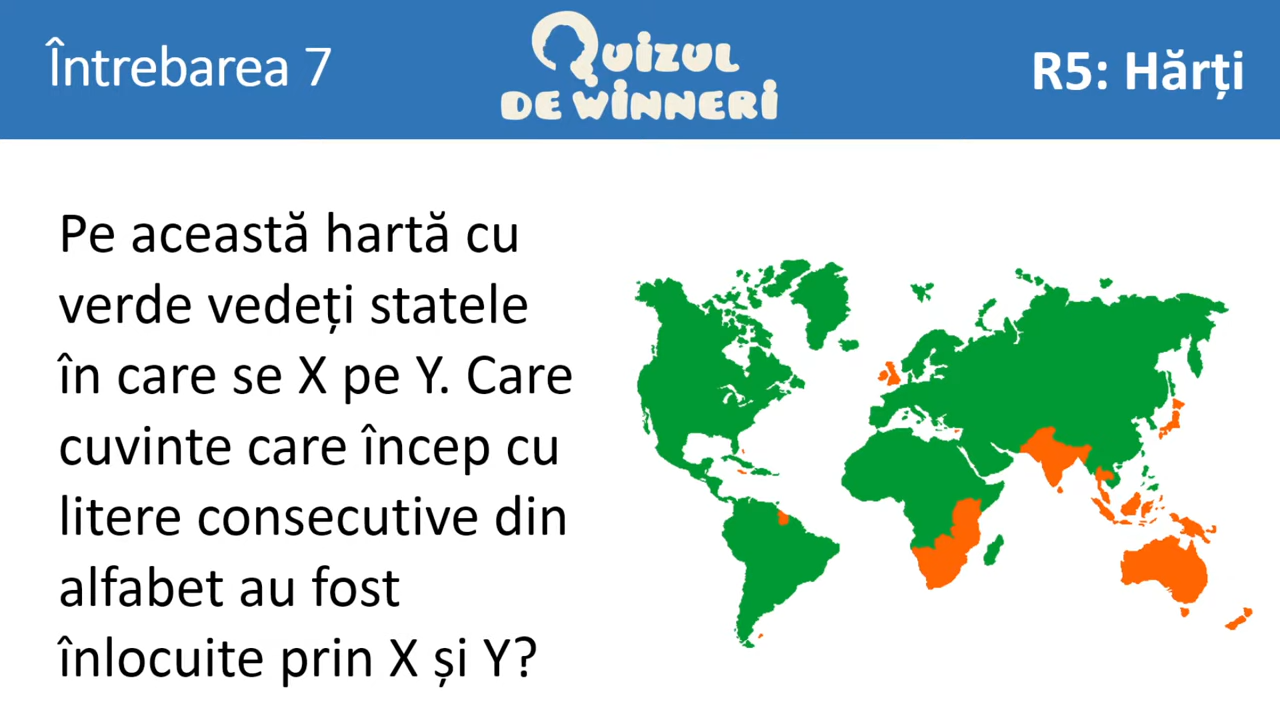 Întrebarea 7
QUIZUL
DE WINNERI
R5: Hărți
Pe această hartă cu
verde vedeți statele
în care se X pe Y. Care
cuvinte care încep cu
litere consecutive din
alfabet au fost
înlocuite prin X și Y?